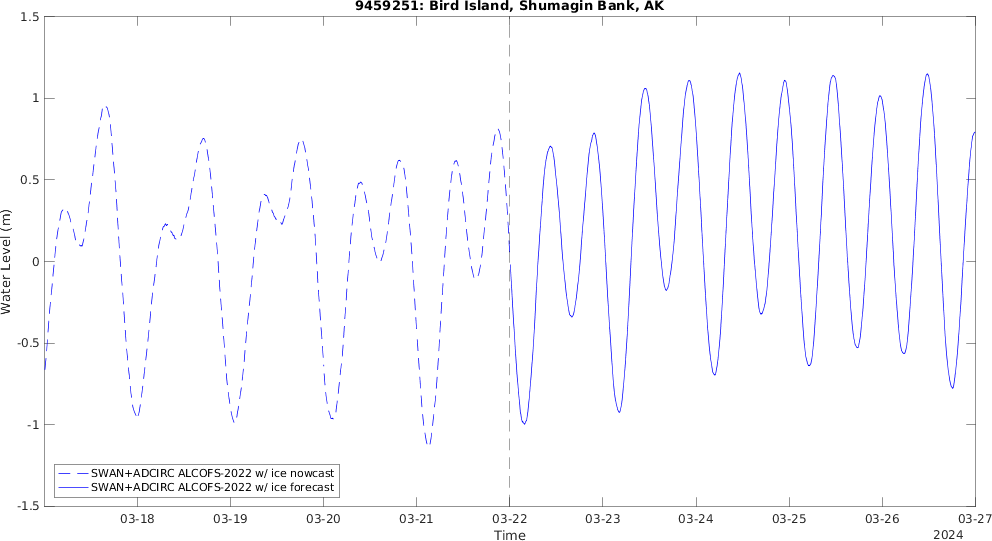 9459251: Bird Island, Shumagin Bank, AK
1.5
1
0.5
0
-0.5
-1
-1.5
Water Level (m)
SWAN+ADCIRC ALCOFS-2022 w/ ice nowcast
SWAN+ADCIRC ALCOFS-2022 w/ ice forecast
03-18 03-19 03-20 03-21 03-22 03-23 03-24 03-25 03-26 03-27
Time
2024